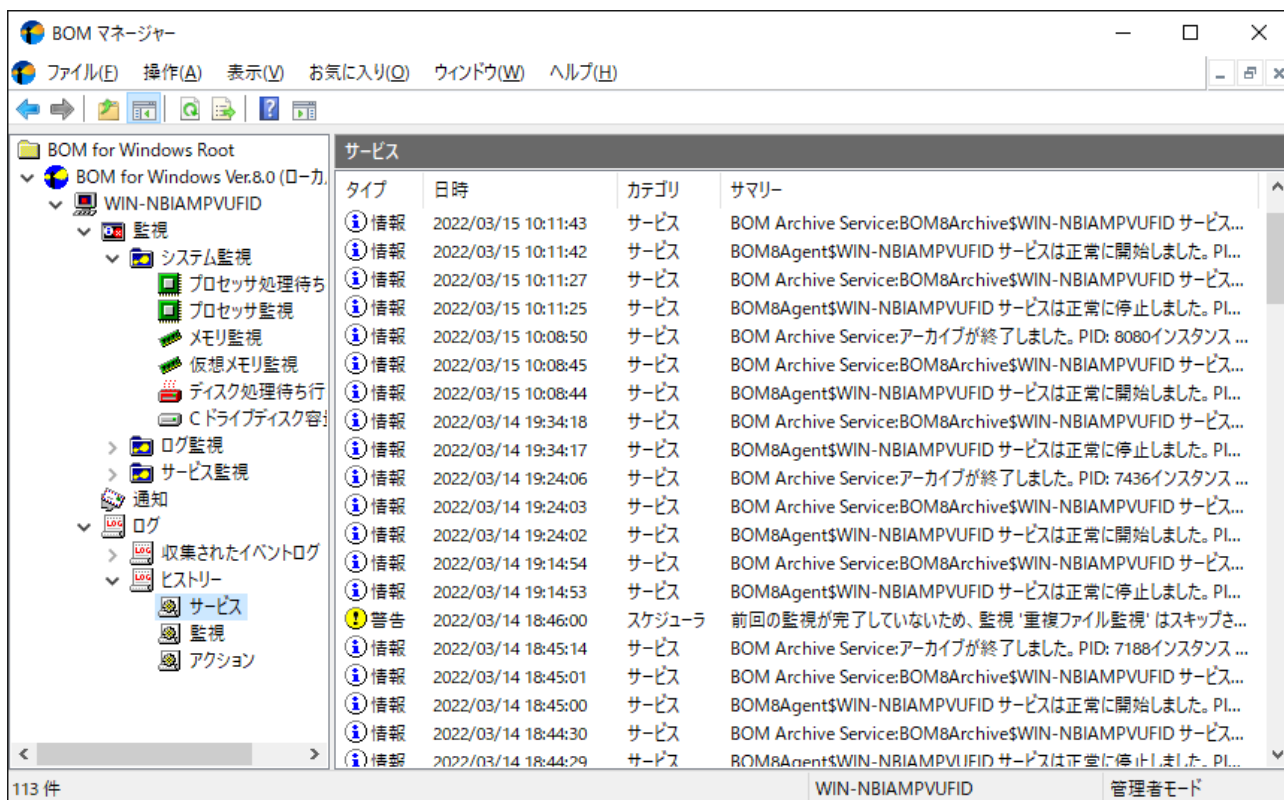 BOM マネージャー
ファイル(F) 操作(A) 表示(V) お気に入り(O) ウィンドウ(W) ヘルプ(H)
BOM for Windows Root
BOM for Windows Ver.8.0 (ローカ
WIN-NBIAMPVUFID
監視
システム監視
プロセッサ処理待ち
プロセッサ監視
メモリ監視
仮想メモリ監視
ディスク処理待ち行
C ドライブディスク容
ログ監視
サービス監視
通知
ログ
収集されたイベントログ
ヒストリー
サービス
監視
アクション
サービス
タイプ 日時 カテゴリ サマリー
情報 2022/03/15 10:11:43 サービス BOM Archive Service:BOM8Archive$WIN-NBIAMPVUFID サービス...
情報 2022/03/15 10:11:42 サービス BOM8Agent$WIN-NBIAMPVUFID サービスは正常に開始しました。PI...
情報 2022/03/15 10:11:27 サービス BOM Archive Service:BOM8Archive$WIN-NBIAMPVUFID サービス...
情報 2022/03/15 10:11:25 サービス BOM8Agent$WIN-NBIAMPVUFID サービスは正常に停止しました。PI...
情報 2022/03/15 10:08:50 サービス BOM Archive Service:アーカイブが終了しました。PID: 8080インスタンス ...
情報 2022/03/15 10:08:45 サービス BOM Archive Service:BOM8Archive$WIN-NBIAMPVUFID サービス...
情報 2022/03/15 10:08:44 サービス BOM8Agent$WIN-NBIAMPVUFID サービスは正常に開始しました。PI...
情報 2022/03/14 19:34:18 サービス BOM Archive Service:BOM8Archive$WIN-NBIAMPVUFID サービス...
情報 2022/03/14 19:34:17 サービス BOM8Agent$WIN-NBIAMPVUFID サービスは正常に停止しました。PI...
情報 2022/03/14 19:24:06 サービス BOM Archive Service:アーカイブが終了しました。PID: 7436インスタンス ...
情報 2022/03/14 19:24:03 サービス BOM Archive Service:BOM8Archive$WIN-NBIAMPVUFID サービス...
情報 2022/03/14 19:24:02 サービス BOM8Agent$WIN-NBIAMPVUFID サービスは正常に開始しました。PI...
情報 2022/03/14 19:14:54 サービス BOM Archive Service:BOM8Archive$WIN-NBIAMPVUFID サービス...
情報 2022/03/14 19:14:53 サービス BOM8Agent$WIN-NBIAMPVUFID サービスは正常に停止しました。PI...
警告 2022/03/14 18:46:00 スケジューラ 前回の監視が完了していないため、監視 '重複ファイル監視' はスキップさ...
情報 2022/03/14 18:45:14 サービス BOM Archive Service:アーカイブが終了しました。PID: 7188インスタンス ...
情報 2022/03/14 18:45:01 サービス BOM Archive Service:BOM8Archive$WIN-NBIAMPVUFID サービス...
情報 2022/03/14 18:45:00 サービス BOM8Agent$WIN-NBIAMPVUFID サービスは正常に開始しました。PI...
情報 2022/03/14 18:44:30 サービス BOM Archive Service:BOM8Archive$WIN-NBIAMPVUFID サービス...
情報 2022/03/14 18:44:29 サービス BOM8Agent$WIN-NBIAMPVUFID サービスは正常に停止しました。PI...
113 件 WIN-NBIAMPVUFID 管理者モード